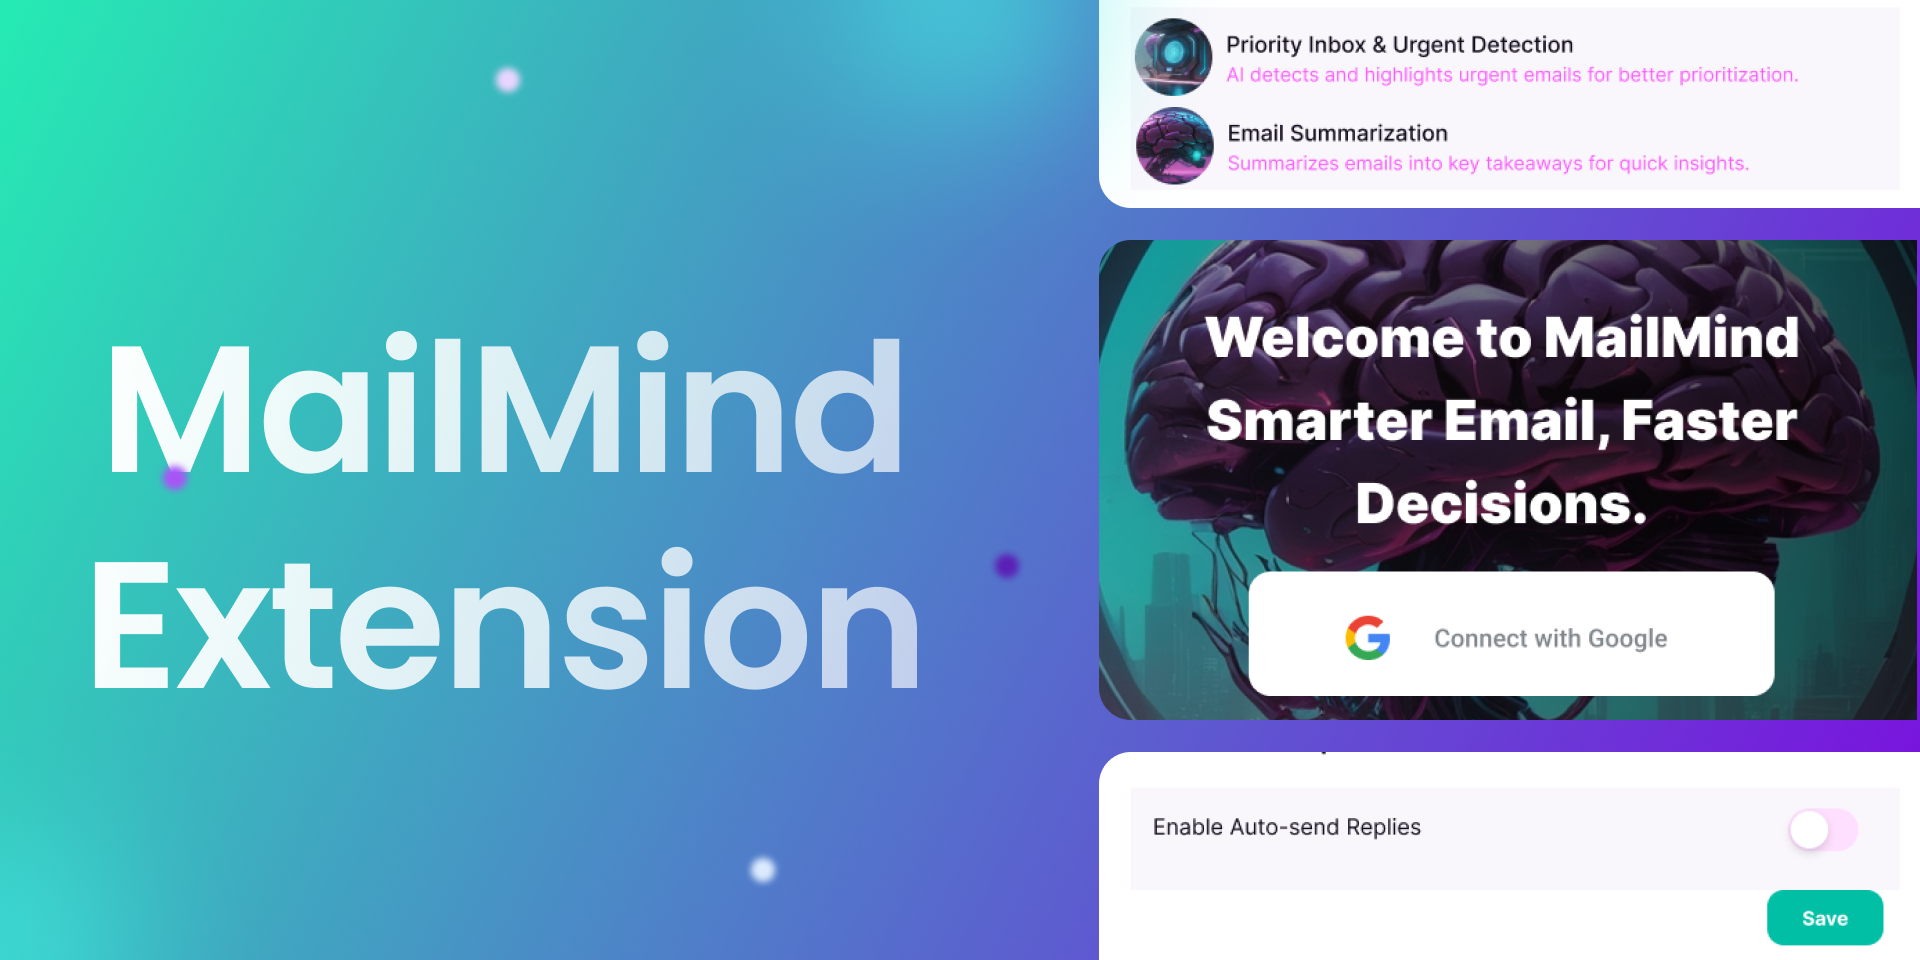 MailMind
Extension
Priority Inbox & Urgent Detection
AI detects and highlights urgent emails for better prioritization.
Email Summarization
Summarizes emails into key takeaways for quick insights.
Welcome to MailMind
Smarter Email, Faster
Decisions.
Connect with Google
Enable Auto-send Replies
Save